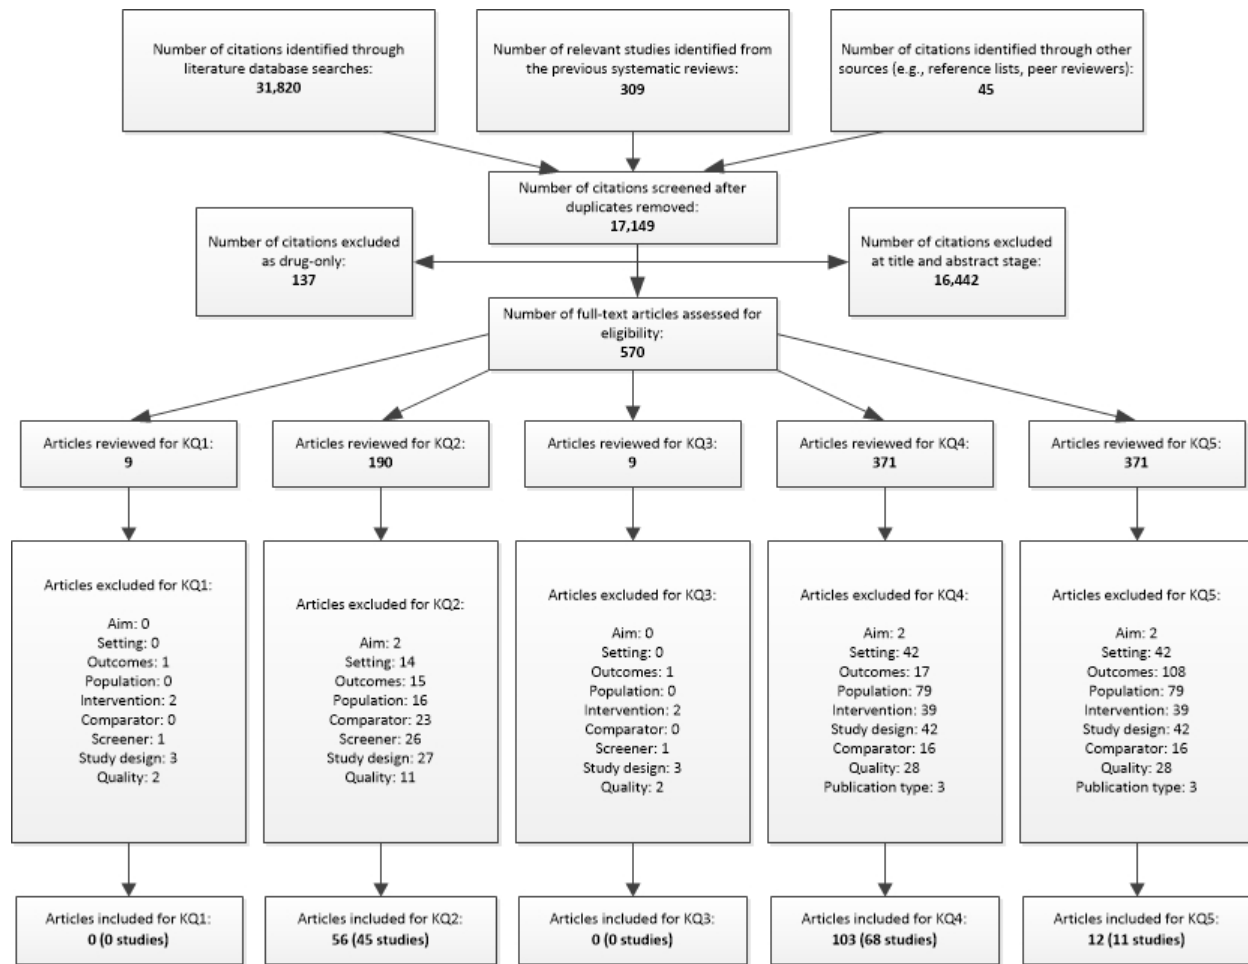 Number of citations identified through
literature database searches:
31,820
Number of relevant studies identified from
the previous systematic reviews:
309
Number of citations identified through other
sources (e.g., reference lists, peer reviewers):
45
Number of citations screened after
duplicates removed:
17,149
Number of citations excluded
as drug-only:
137
Number of citations excluded
at title and abstract stage:
16,442
Number of full-text articles assessed for
eligibility:
570
Articles reviewed for KQ1:
9
Articles reviewed for KQ2:
190
Articles reviewed for KQ3:
9
Articles reviewed for KQ4:
371
Articles reviewed for KQ5:
371
Articles excluded for KQ1:
Aim: 0
Setting: 0
Outcomes: 1
Population: 0
Intervention: 2
Comparator: 0
Screener: 1
Study design: 3
Quality: 2
Articles excluded for KQ2:
Aim: 2
Setting: 14
Outcomes: 15
Population: 16
Comparator: 23
Screener: 26
Study design: 27
Quality: 11
Articles excluded for KQ3:
Aim: 0
Setting: 0
Outcomes: 1
Population: 0
Intervention: 2
Comparator: 0
Screener: 1
Study design: 3
Quality: 2
Articles excluded for KQ4:
Aim: 2
Setting: 42
Outcomes: 17
Population: 79
Intervention: 39
Study design: 42
Comparator: 16
Quality: 28
Publication type: 3
Articles excluded for KQ5:
Aim: 2
Setting: 42
Outcomes: 108
Population: 79
Intervention: 39
Study design: 42
Comparator: 16
Quality: 28
Publication type: 3
Articles included for KQ1:
0 (0 studies)
Articles included for KQ2:
56 (45 studies)
Articles included for KQ3:
0 (0 studies)
Articles included for KQ4:
103 (68 studies)
Articles included for KQ5:
12 (11 studies)